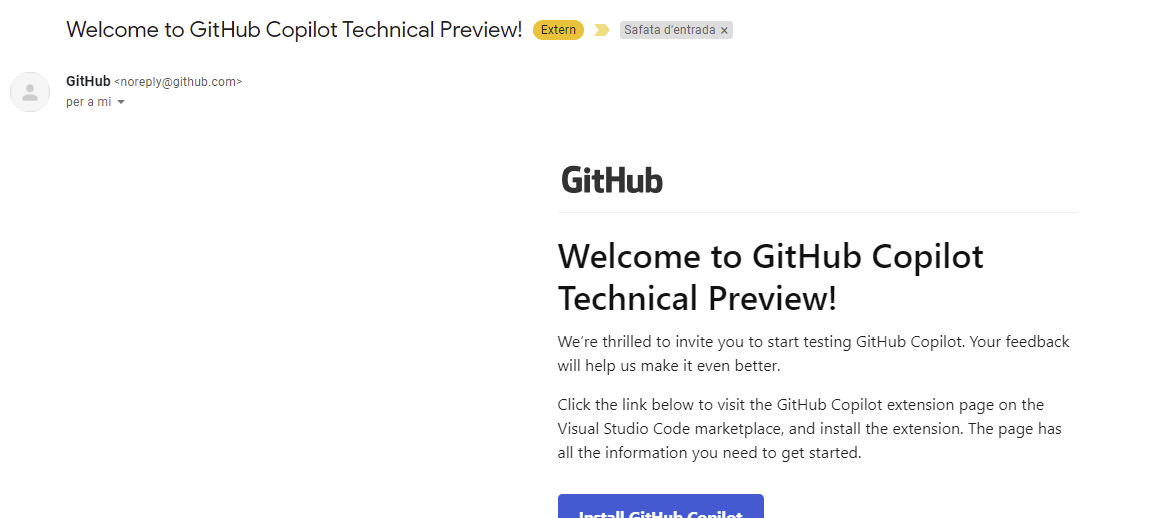 Welcome to GitHub Copilot Technical Preview! Extern Safata d'entrada ×
GitHub <noreply@github.com>
per a mi
GitHub
Welcome to GitHub Copilot
Technical Preview!
We're thrilled to invite you to start testing GitHub Copilot. Your feedback
will help us make it even better.
Click the link below to visit the GitHub Copilot extension page on the
Visual Studio Code marketplace, and install the extension. The page has
all the information you need to get started.
Install GitHub Copilot